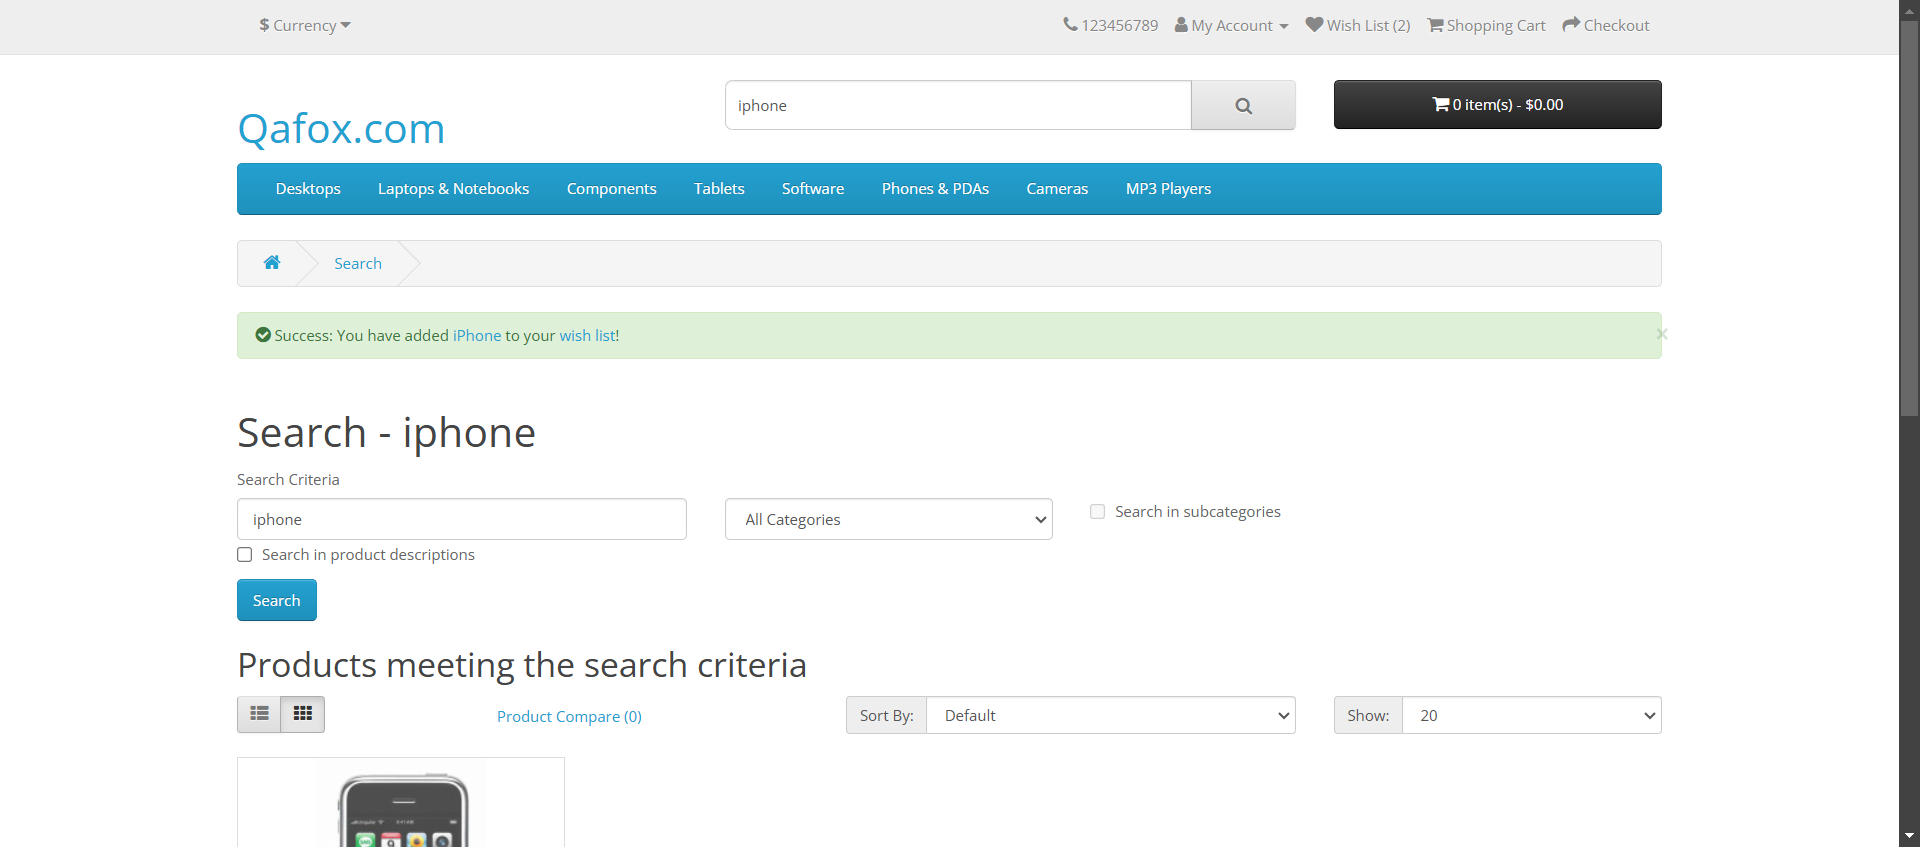 $ Currency
123456789 My Account Wish List (2) Shopping Cart Checkout
Qafox.com
iphone
0 item(s) - $0.00
Desktops Laptops & Notebooks Components Tablets Software Phones & PDAs Cameras MP3 Players
Search
Success: You have added iPhone to your wish list!
×
Search - iphone
Search Criteria
iphone
All Categories
Search in subcategories
Search in product descriptions
Search
Products meeting the search criteria
Product Compare (0)
Sort By: Default
Show: 20